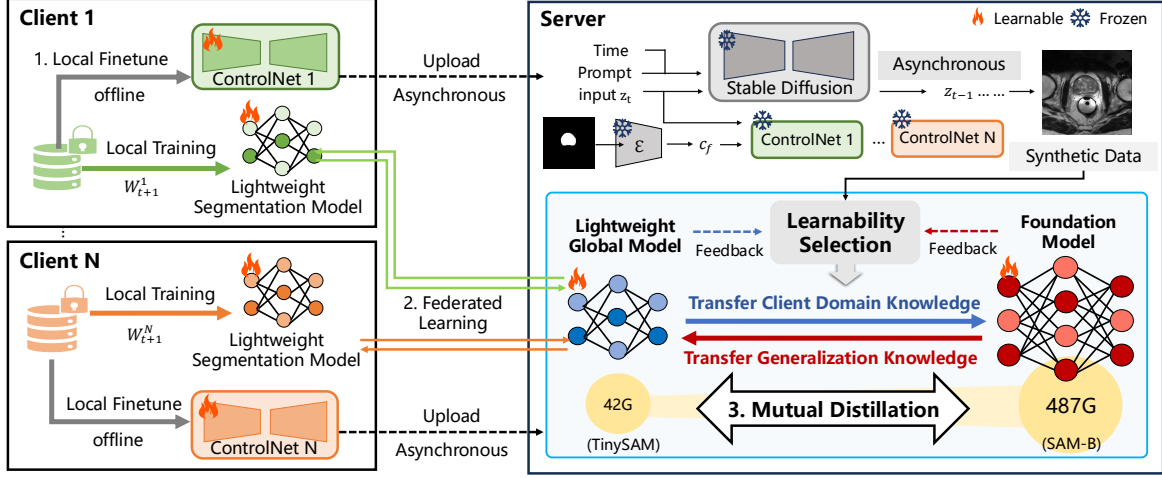 Client 1
1. Local Finetune
offline
ControlNet 1
Local Training
W^1_{t+1}
Lightweight
Segmentation Model
⋮
Client N
Local Training
W^N_{t+1}
Lightweight
Segmentation Model
Local Finetune
offline
ControlNet N
Upload
Asynchronous
2. Federated
Learning
Upload
Asynchronous
Server
Learnable
Frozen
Time
Prompt
input z_t
Stable Diffusion
Asynchronous
z_{t−1} ... ...
ε
c_f
ControlNet 1
...
ControlNet N
Synthetic Data
Lightweight
Global Model
Feedback
Learnability
Selection
Feedback
Foundation
Model
Transfer Client Domain Knowledge
Transfer Generalization Knowledge
42G
(TinySAM)
3. Mutual Distillation
487G
(SAM-B)